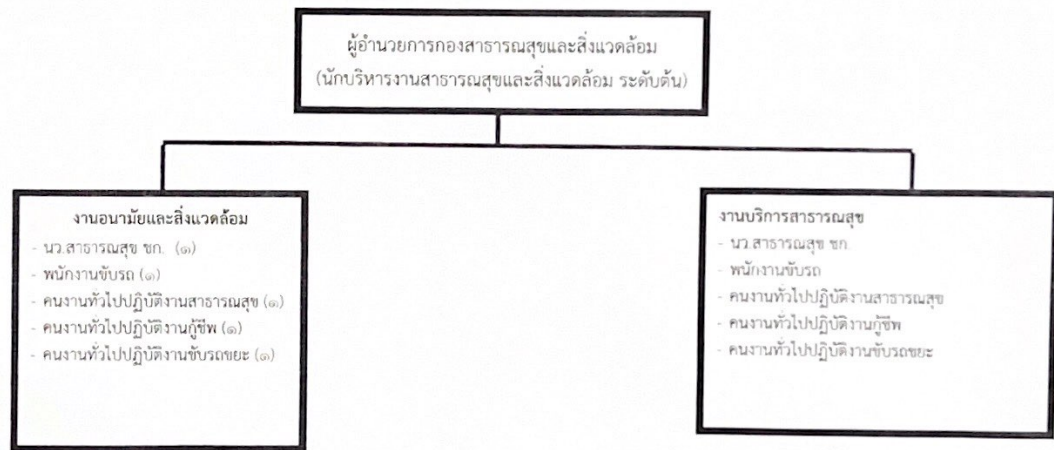 ผู้อำนวยการกองสาธารณสุขและสิ่งแวดล้อม
(นักบริหารงานสาธารณสุขและสิ่งแวดล้อม ระดับต้น)
งานอนามัยและสิ่งแวดล้อม
- นว.สาธารณสุข ชก. (๑)
- พนักงานขับรถ (๑)
- คนงานทั่วไปปฏิบัติงานสาธารณสุข (๑)
- คนงานทั่วไปปฏิบัติงานกู้ชีพ (๑)
- คนงานทั่วไปปฏิบัติงานขับรถขยะ (๑)
งานบริการสาธารณสุข
- นว.สาธารณสุข ชก.
- พนักงานขับรถ
- คนงานทั่วไปปฏิบัติงานสาธารณสุข
- คนงานทั่วไปปฏิบัติงานกู้ชีพ
- คนงานทั่วไปปฏิบัติงานขับรถขยะ